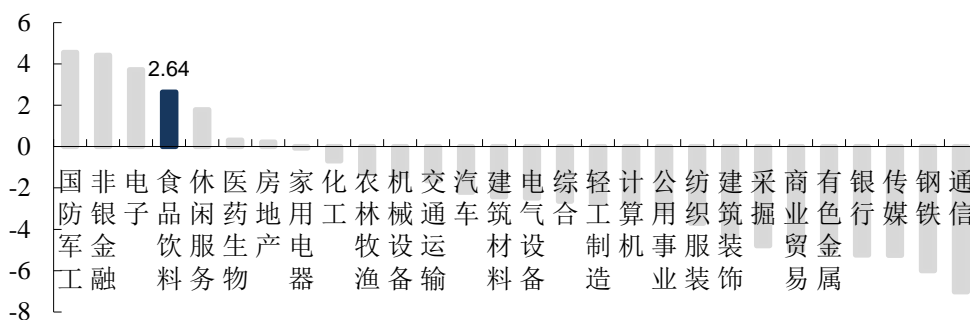 6
4
2
0
-2
-4
-6
-8
2.64
国防军工
非银金融
电子
食品饮料
休闲服务
医药生物
房地产
家用电器
化工
农林牧渔
机械设备
交通运输
汽车
建筑材料
电气设备
综合
轻工制造
计算机
公用事业
纺织服装
建筑装饰
采掘
商业贸易
有色金属
银行
传媒
钢铁
通信